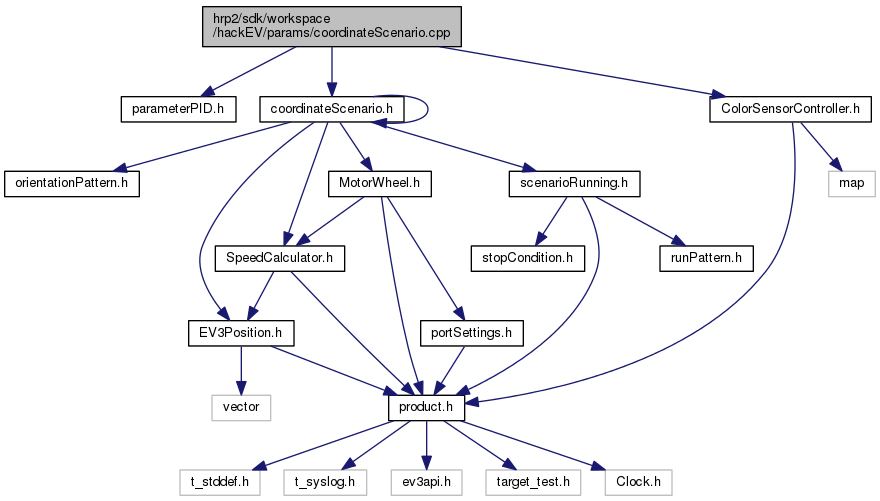 hrp2/sdk/workspace
/hackEV/params/coordinateScenario.cpp
parameterPID.h
coordinateScenario.h
ColorSensorController.h
orientationPattern.h
MotorWheel.h
scenarioRunning.h
map
SpeedCalculator.h
stopCondition.h
runPattern.h
EV3Position.h
portSettings.h
vector
product.h
t_stddef.h
t_syslog.h
ev3api.h
target_test.h
Clock.h